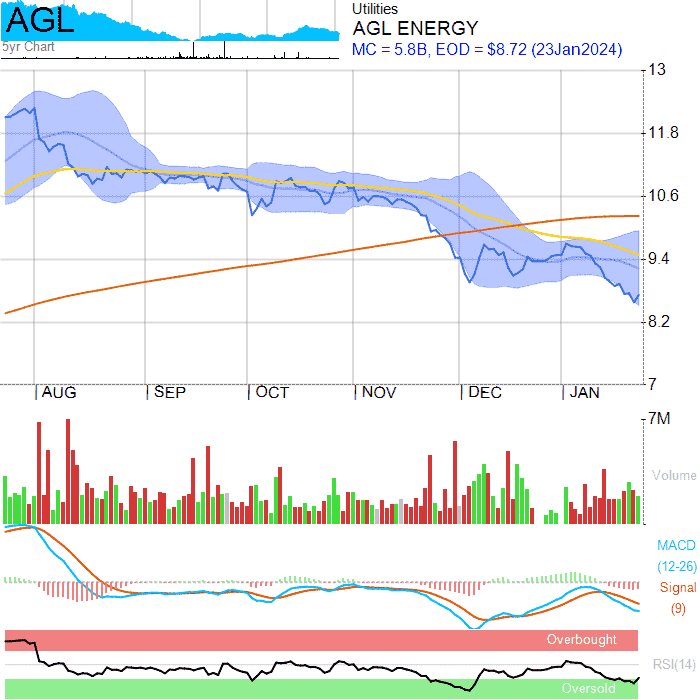 AGL
5yr Chart
Utilities
AGL ENERGY
MC = 5.8B, EOD = $8.72 (23Jan2024)
13
11.8
10.6
9.4
8.2
7
AUG SEP OCT NOV DEC JAN
7M
Volume
MACD
(12-26)
Signal
(9)
Overbought
RSI(14)
Oversold